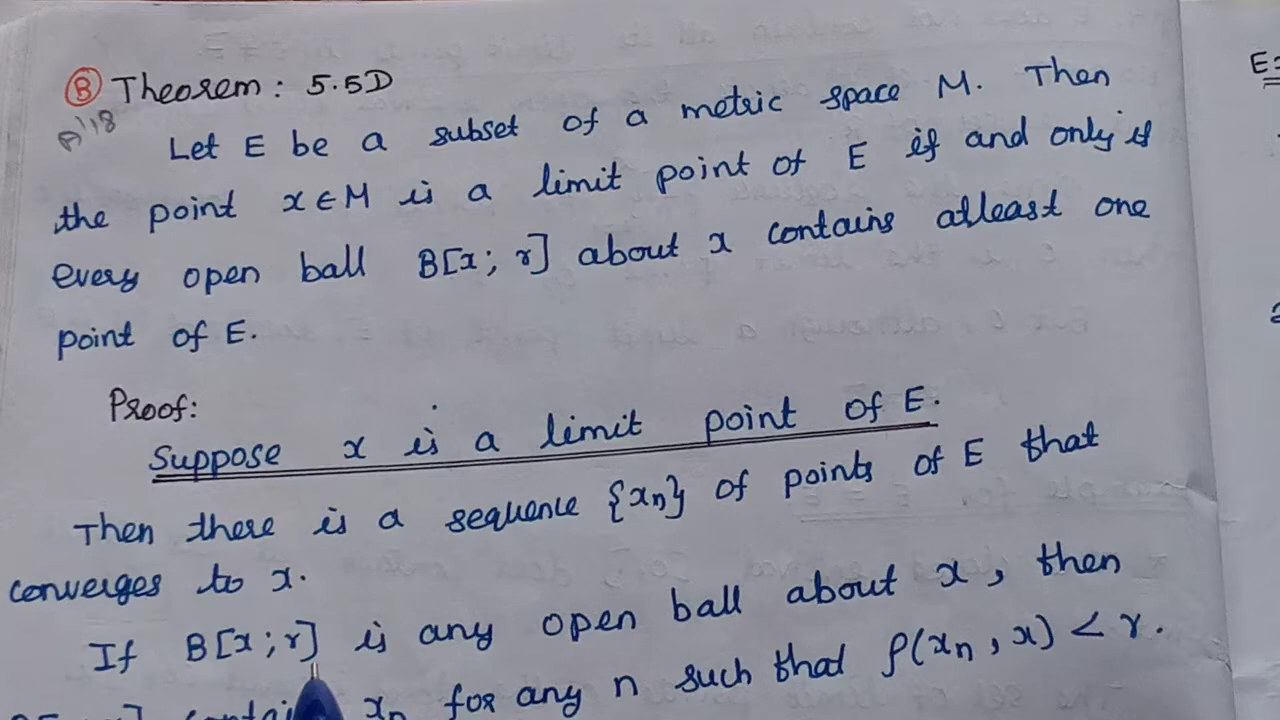 B Theorem: 5.5D
A'18
Let E be a subset of a metric space M. Then
the point x∈M is a limit point of E if and only if
every open ball B[x; r] about x contains atleast one
point of E.
Proof:
Suppose x is a limit point of E.
Then there is a sequence {xn} of points of E that
converges to x.
If B[x; r] is any open ball about x, then
xn for any n such that ρ(xn, x) < r.
E